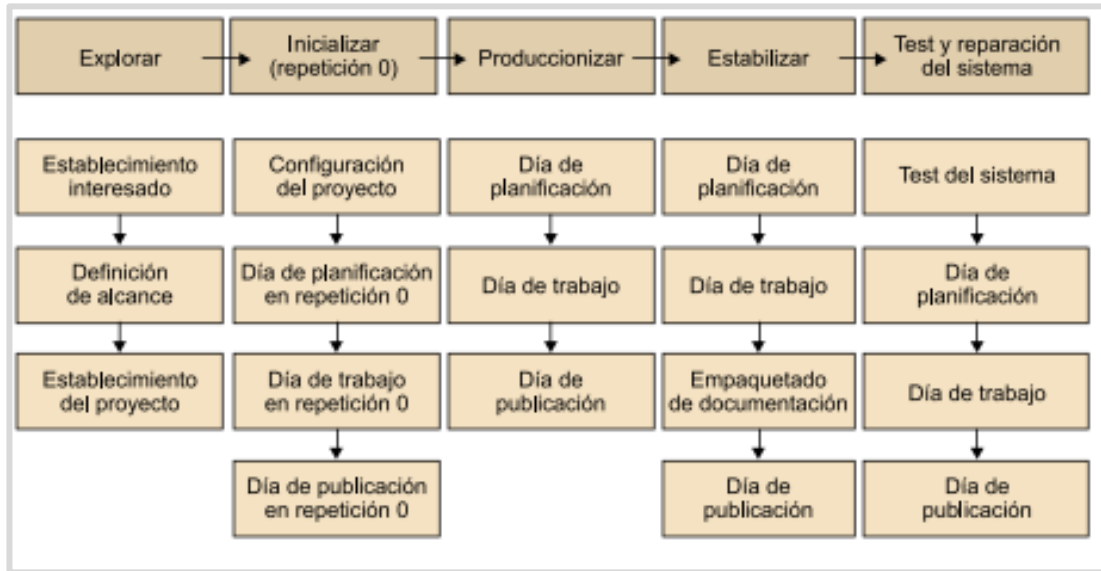 Explorar
Inicializar
(repetición 0)
Produccionizar
Estabilizar
Test y reparación
del sistema
Establecimiento
interesado
Configuración
del proyecto
Día de
planificación
Día de
planificación
Test del sistema
Definición
de alcance
Día de planificación
en repetición 0
Día de trabajo
Día de trabajo
Día de
planificación
Establecimiento
del proyecto
Día de trabajo
en repetición 0
Día de
publicación
Empaquetado
de documentación
Día de trabajo
Día de publicación
en repetición 0
Día de
publicación
Día de
publicación